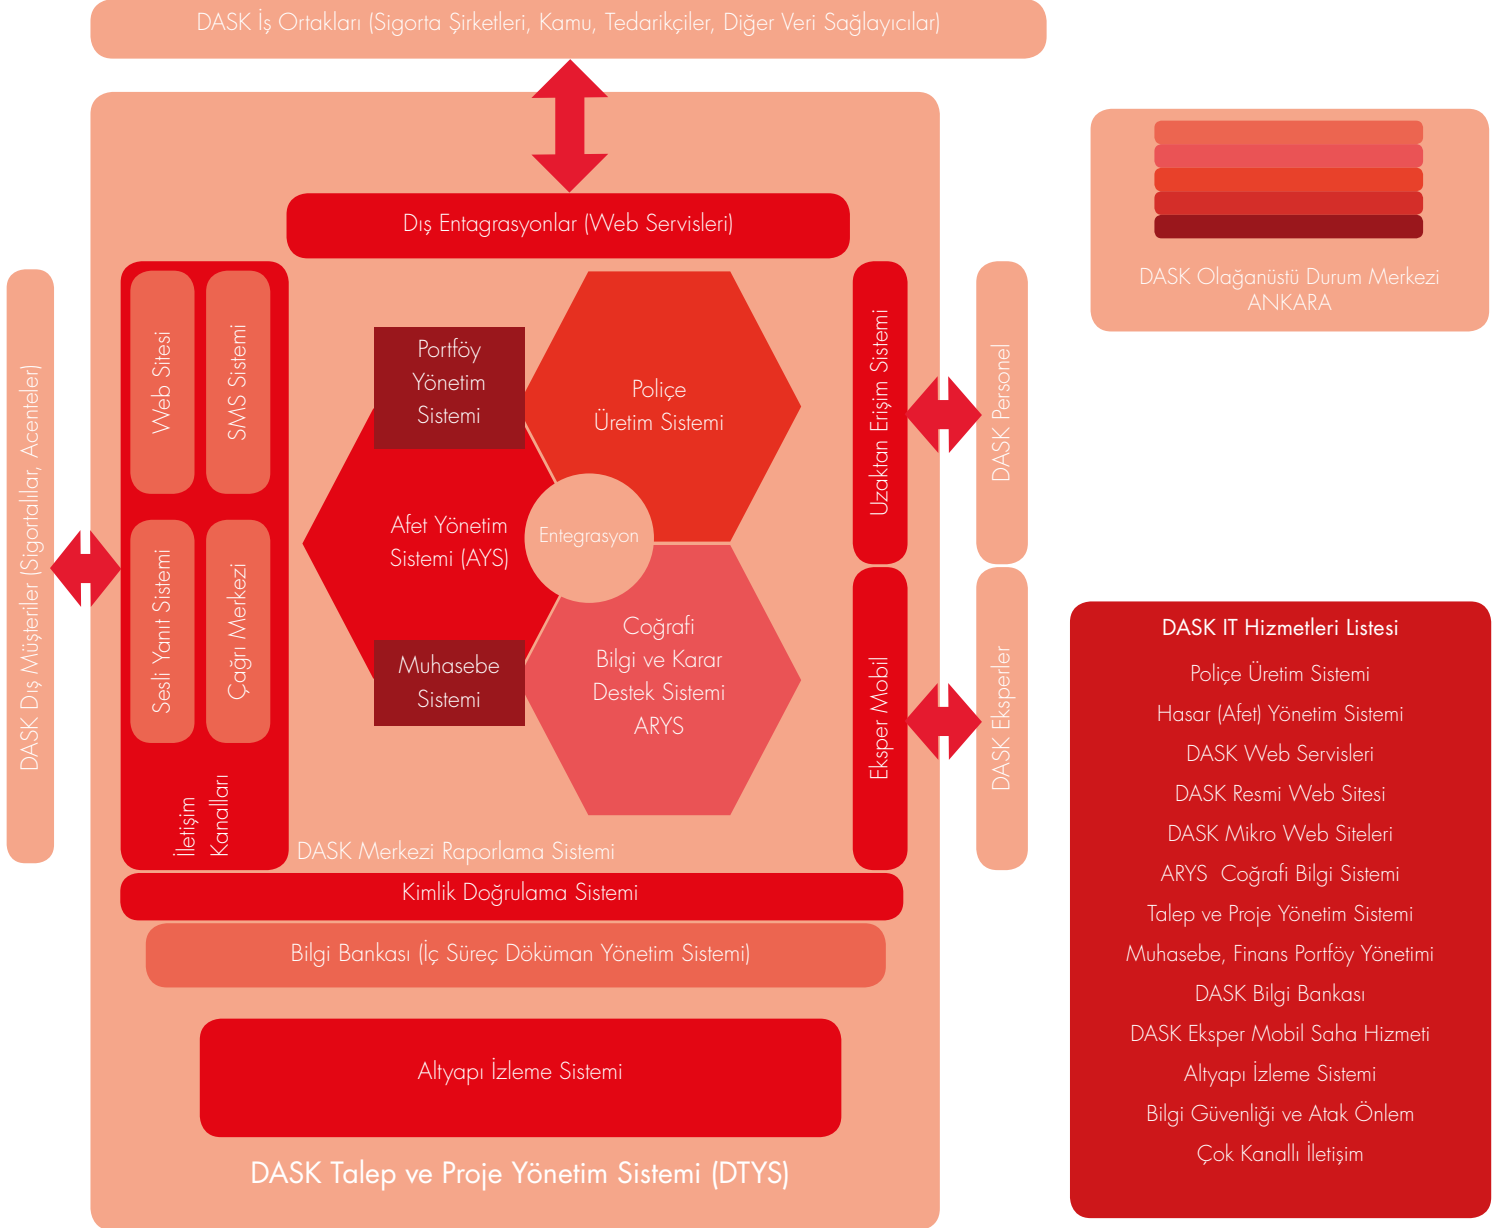 DASK İş Ortakları (Sigorta Şirketleri, Kamu, Tedarikçiler, Diğer Veri Sağlayıcılar)
Dış Entagrasyonlar (Web Servisleri)
DASK Dış Müşteriler (Sigortalılar, Acenteler)
Web Sitesi
SMS Sistemi
Sesli Yanıt Sistemi
Çağrı Merkezi
İletişim
Kanalları
Portföy
Yönetim
Sistemi
Poliçe
Üretim Sistemi
Afet Yönetim
Sistemi (AYS)
Entegrasyon
Muhasebe
Sistemi
Coğrafi
Bilgi ve Karar
Destek Sistemi
ARYS
Uzaktan Erişim Sistemi
Eksper Mobil
DASK Personel
DASK Eksperler
DASK Merkezi Raporlama Sistemi
Kimlik Doğrulama Sistemi
Bilgi Bankası (İç Süreç Döküman Yönetim Sistemi)
Altyapı İzleme Sistemi
DASK Talep ve Proje Yönetim Sistemi (DTYS)
DASK Olağanüstü Durum Merkezi
ANKARA
DASK IT Hizmetleri Listesi
Poliçe Üretim Sistemi
Hasar (Afet) Yönetim Sistemi
DASK Web Servisleri
DASK Resmi Web Sitesi
DASK Mikro Web Siteleri
ARYS Coğrafi Bilgi Sistemi
Talep ve Proje Yönetim Sistemi
Muhasebe, Finans Portföy Yönetimi
DASK Bilgi Bankası
DASK Eksper Mobil Saha Hizmeti
Altyapı İzleme Sistemi
Bilgi Güvenliği ve Atak Önlem
Çok Kanallı İletişim